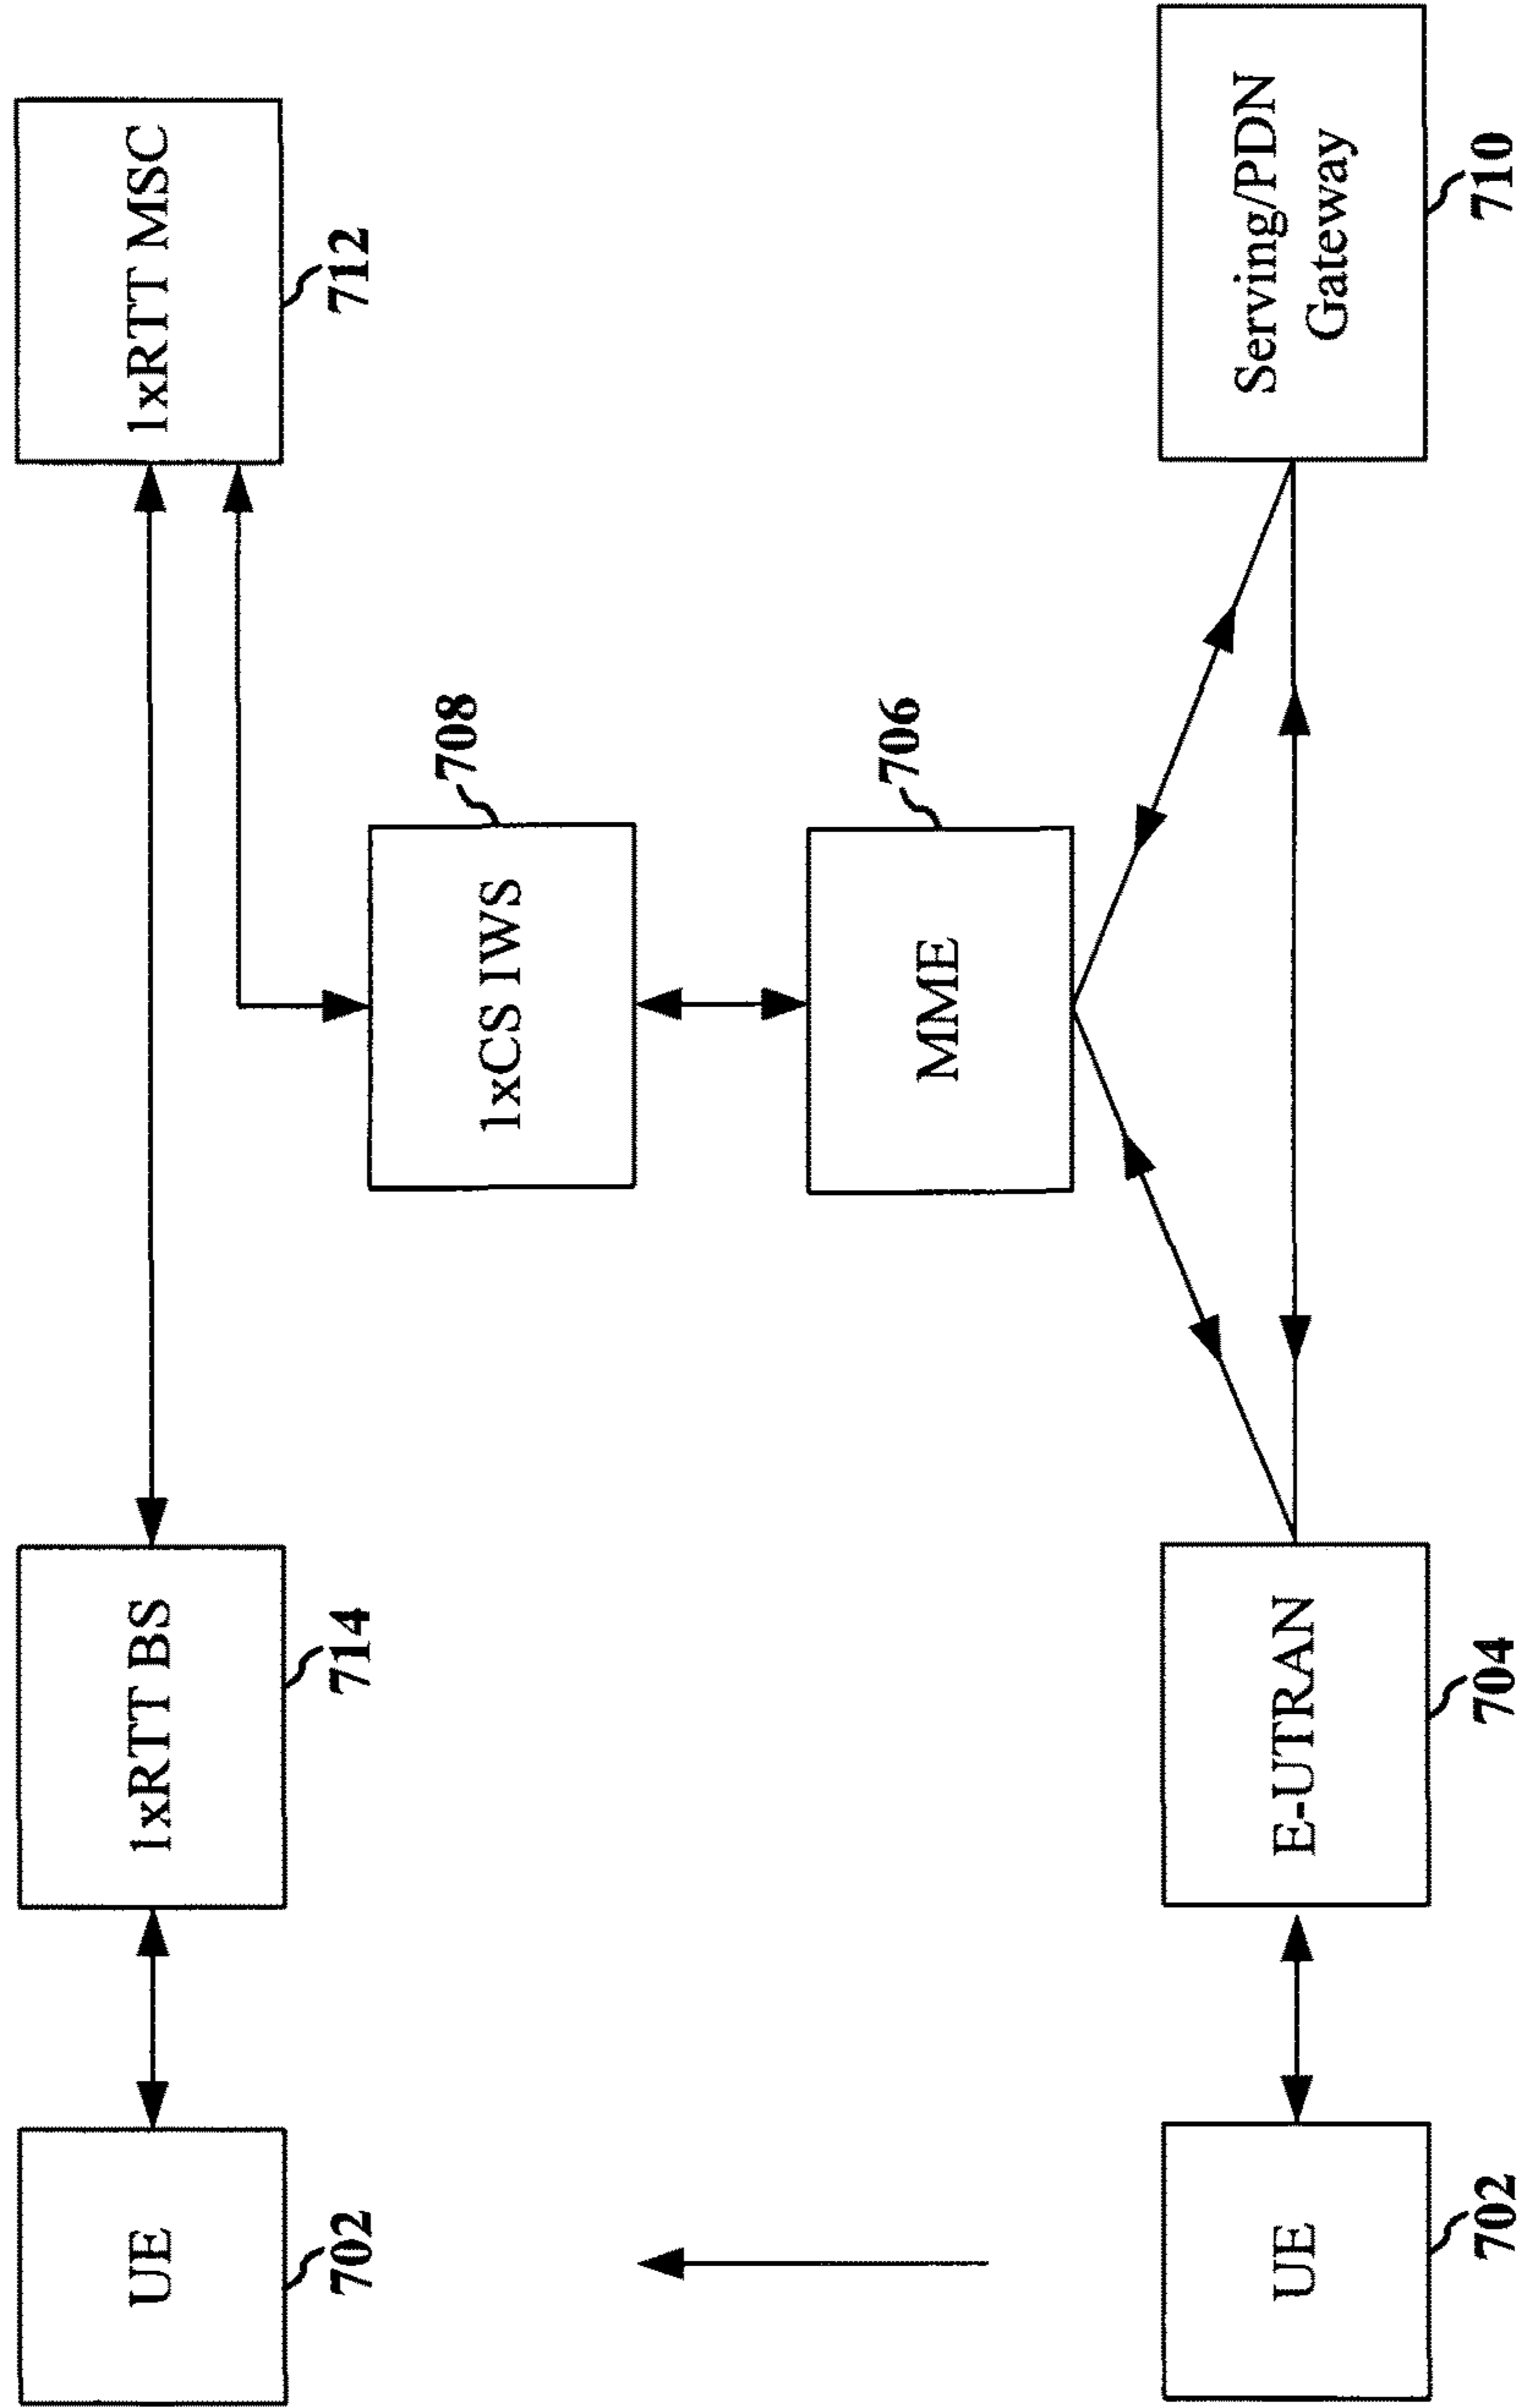 UE
702
1xRTT BS
714
1xRTT MSC
712
1xCS IWS
708
MME
706
UE
702
E-UTRAN
704
Serving/PDN
Gateway
710